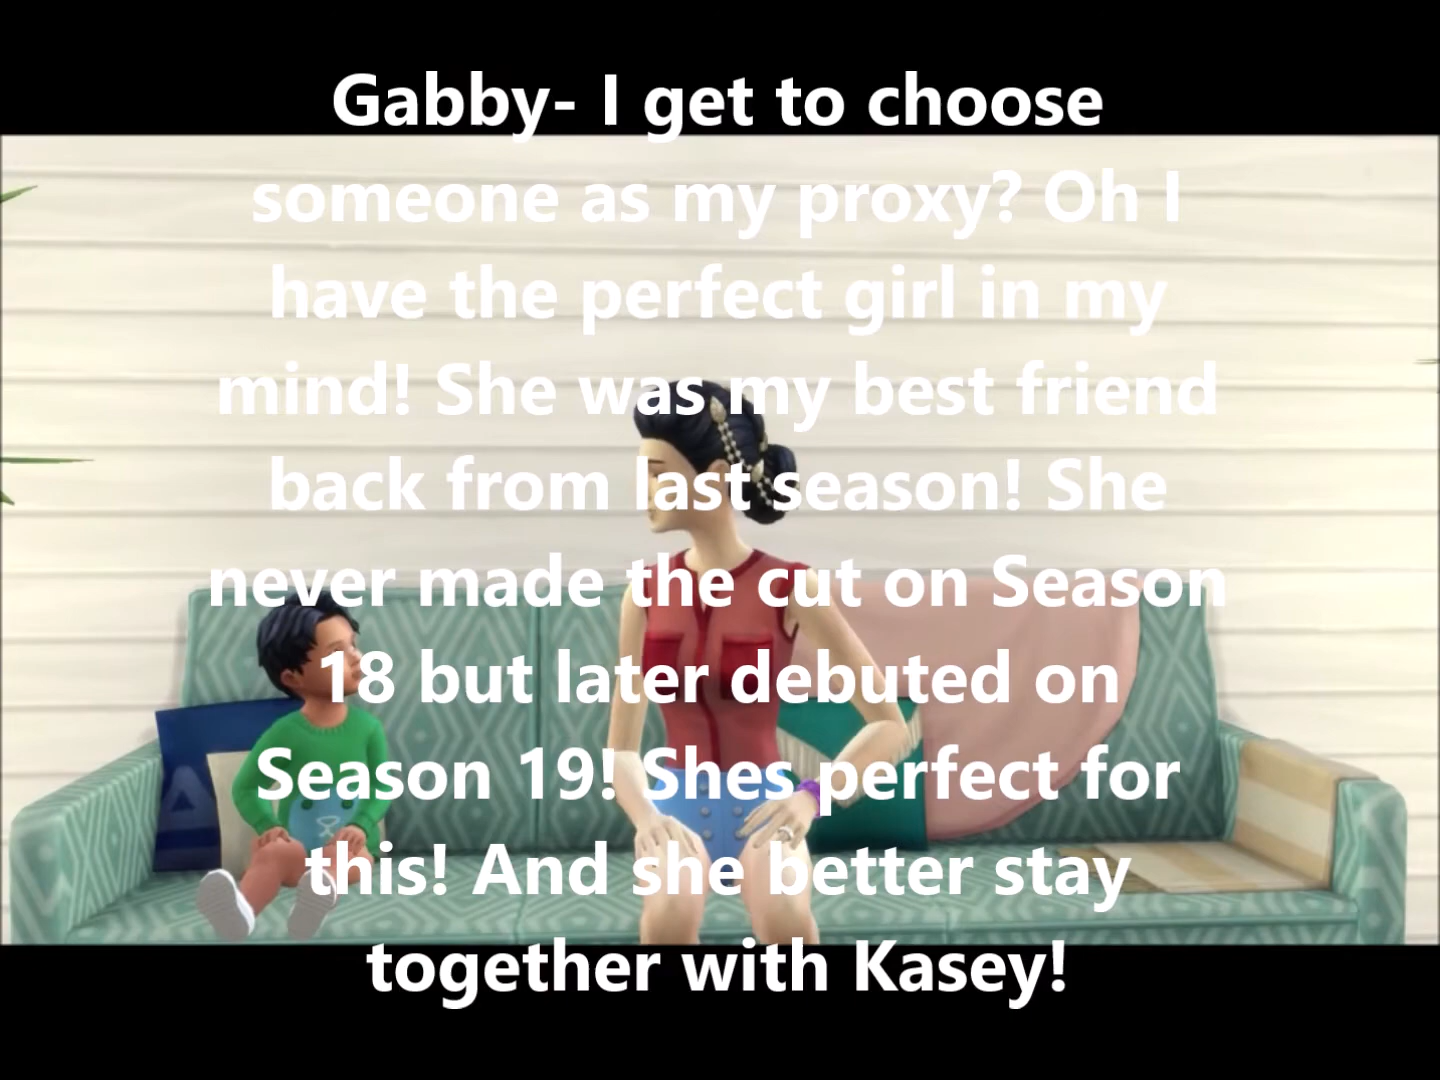 Gabby- I get to choose
someone as my proxy? Oh I
have the perfect girl in my
mind! She was my best friend
back from last season! She
never made the cut on Season
18 but later debuted on
Season 19! Shes perfect for
this! And she better stay
together with Kasey!